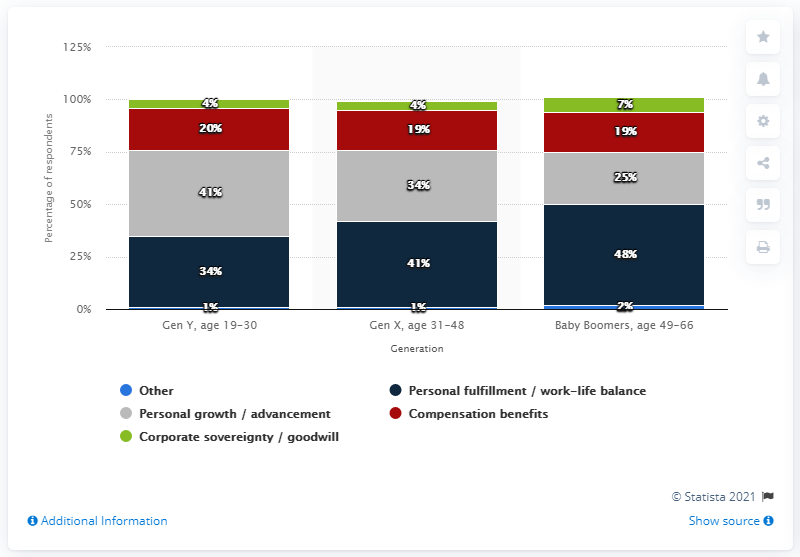 125%
100%
75%
50%
25%
0%
Percentage of respondents
4%
4%
7%
20%
19%
19%
41%
34%
25%
34%
41%
48%
1%
1%
2%
Gen Y, age 19-30
Gen X, age 31-48
Baby Boomers, age 49-66
Generation
Other
Personal fulfillment / work-life balance
Personal growth / advancement
Compensation benefits
Corporate sovereignty / goodwill
© Statista 2021
Additional Information
Show source